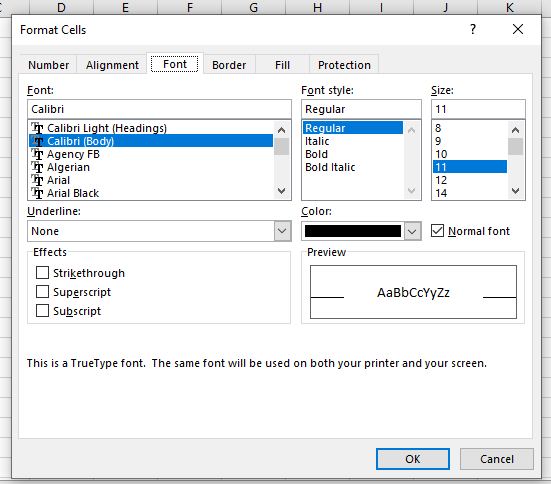 C D E F G H I J K
Format Cells ? ×
Number Alignment Font Border Fill Protection
Font: Font style: Size:
Calibri Regular 11
Calibri Light (Headings) Regular 8
Calibri (Body) Italic 9
Agency FB Bold 10
Algerian Bold Italic 11
Arial 12
Arial Black 14
Underline: Color:
None Normal font
Effects Preview
Strikethrough
Superscript AaBbCcYyZz
Subscript
This is a TrueType font. The same font will be used on both your printer and your screen.
OK Cancel